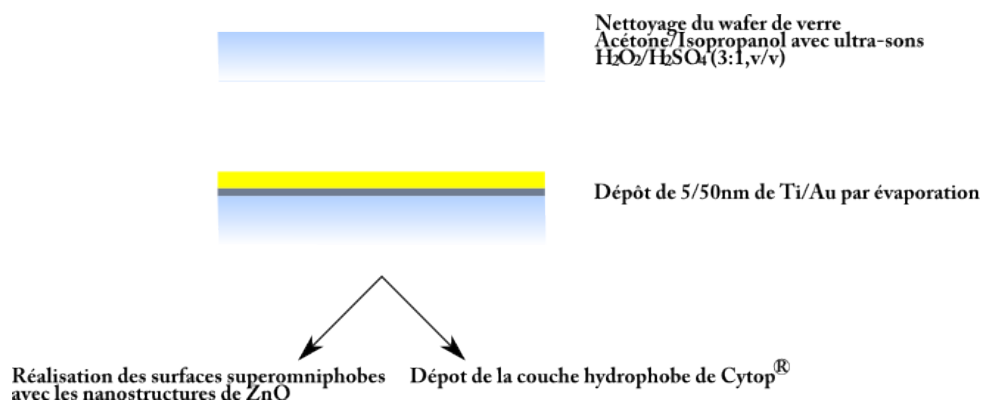 Nettoyage du wafer de verre
Acétone/Isopropanol avec ultra-sons
H₂O₂/H₂SO₄ (3:1,v/v)
Dépôt de 5/50nm de Ti/Au par évaporation
Réalisation des surfaces superomniphobes
avec les nanostructures de ZnO
Dépot de la couche hydrophobe de Cytop®